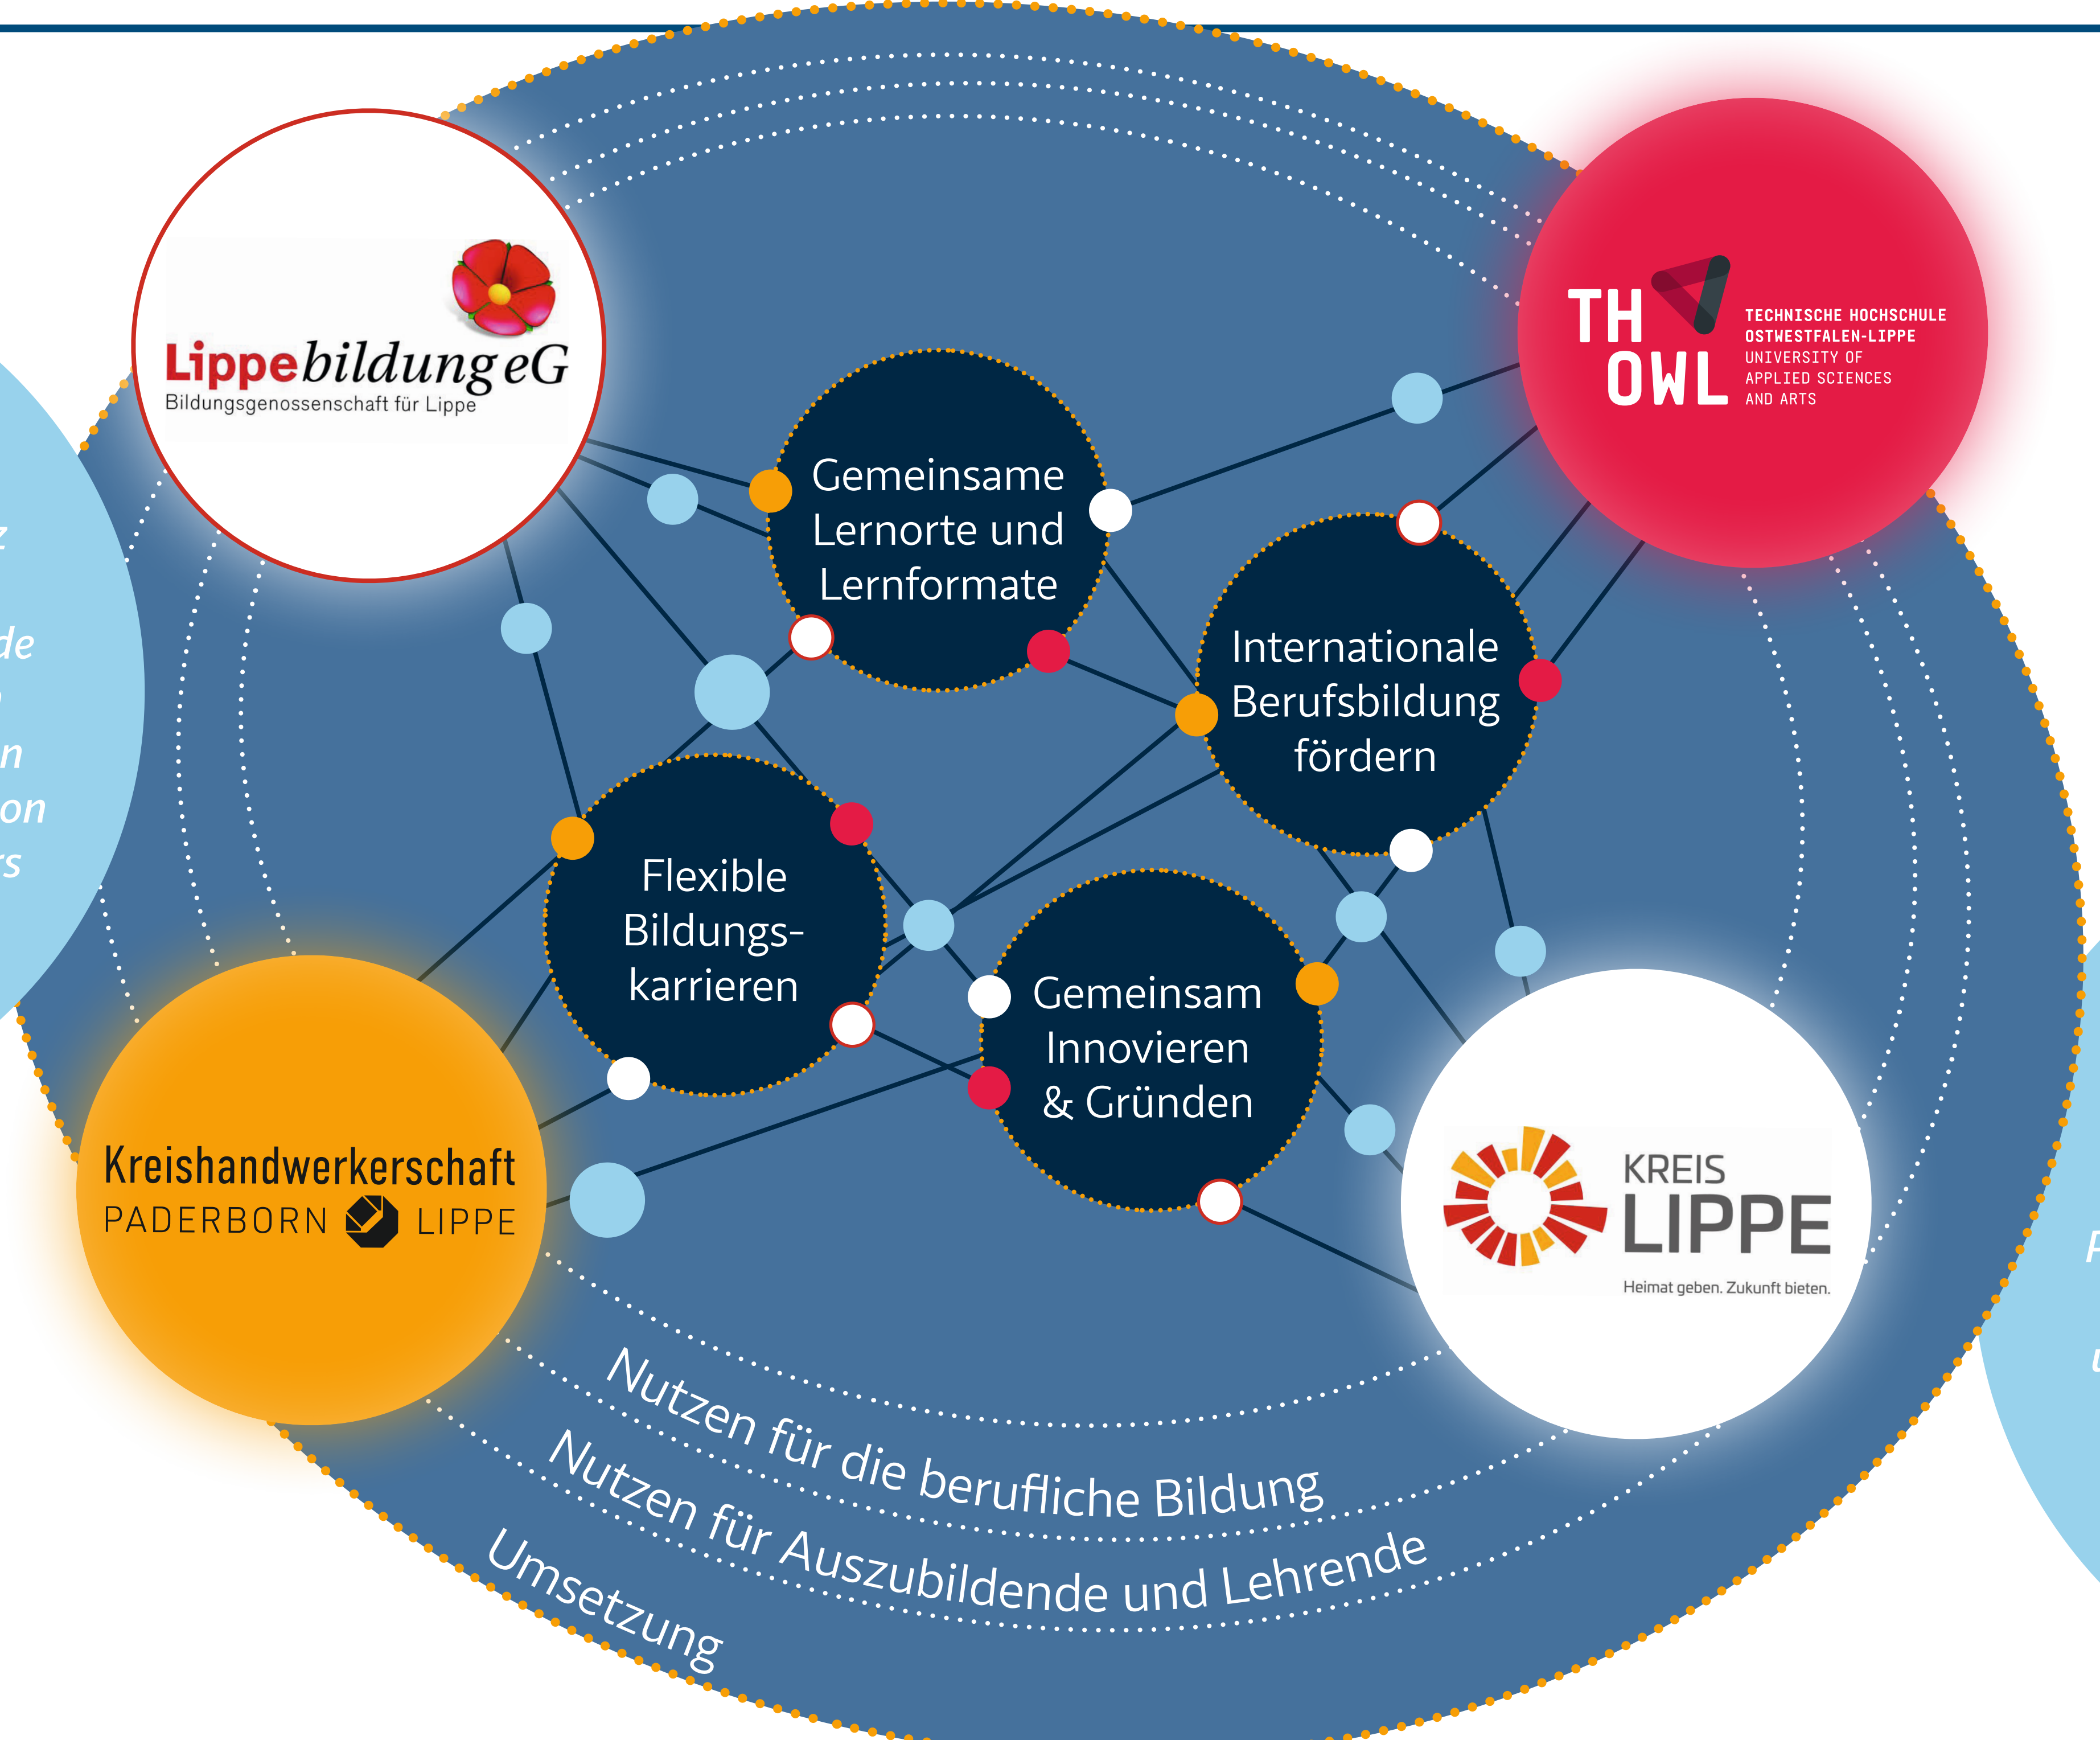 Lippebildung eG
Bildungsgenossenschaft für Lippe
TH
OWL
TECHNISCHE HOCHSCHULE
OSTWESTFALEN-LIPPE
UNIVERSITY OF
APPLIED SCIENCES
AND ARTS
Gemeinsame
Lernorte und
Lernformate
Internationale
Berufsbildung
fördern
Flexible
Bildungs-
karrieren
Gemeinsam
Innovieren
& Gründen
Kreishandwerkerschaft
PADERBORN LIPPE
KREIS
LIPPE
Heimat geben. Zukunft bieten.
Nutzen für die berufliche Bildung
Nutzen für Auszubildende und Lehrende
Umsetzung